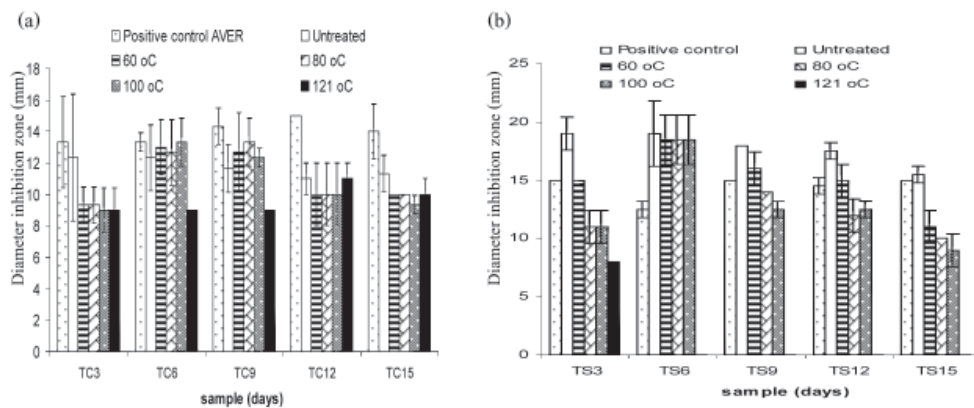 (a)
Positive control AVER Untreated
60 oC 80 oC
100 oC 121 oC
Diameter inhibition zone (mm)
18
16
14
12
10
8
6
4
2
0
TC3 TC6 TC9 TC12 TC15
sample (days)
(b)
Positive control Untreated
60 oC 80 oC
100 oC 121 oC
Diameter inhibition zone (mm)
25
20
15
10
5
0
TS3 TS6 TS9 TS12 TS15
sample (days)